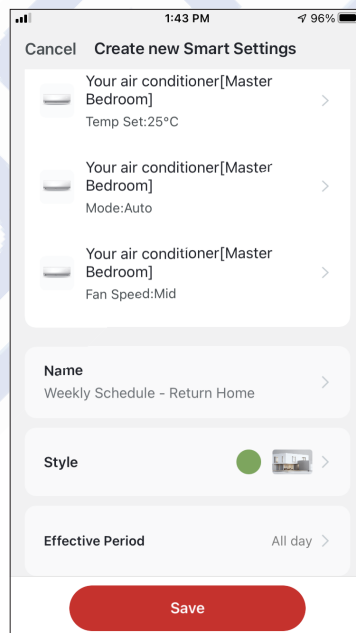 1:43 PM
96%
Cancel
Create new Smart Settings
Your air conditioner[Master
Bedroom]
Temp Set:25°C
Your air conditioner[Master
Bedroom]
Mode:Auto
Your air conditioner[Master
Bedroom]
Fan Speed:Mid
Name
Weekly Schedule - Return Home
Style
Effective Period
All day
Save